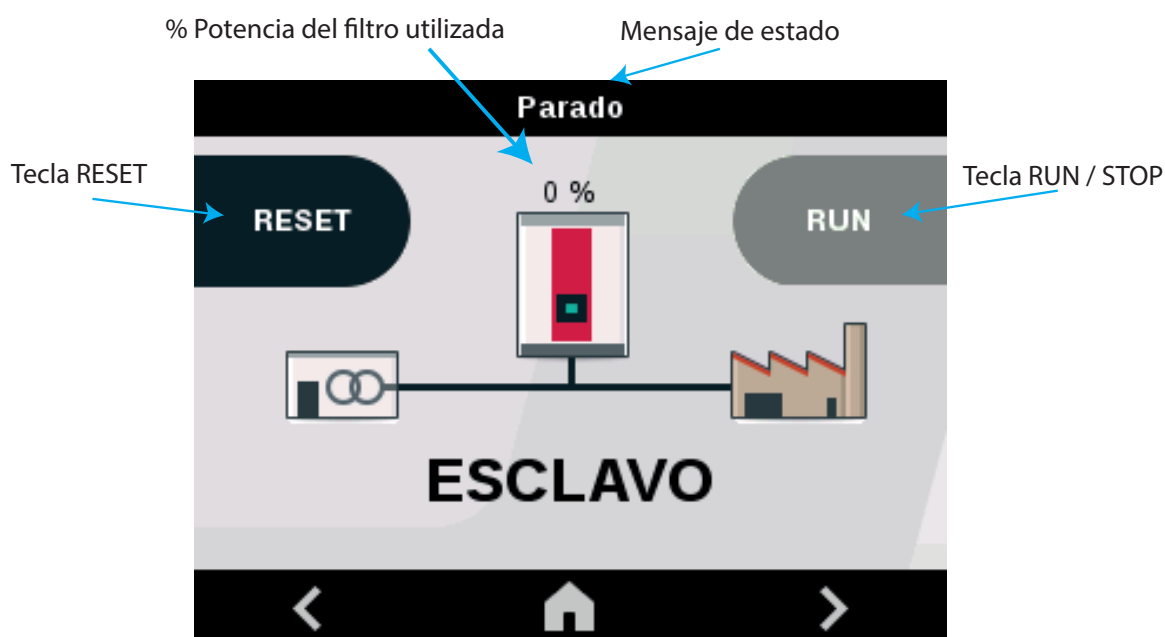 % Potencia del filtro utilizada
Mensaje de estado
Parado
Tecla RESET
Tecla RUN / STOP
0 %
RESET
RUN
ESCLAVO